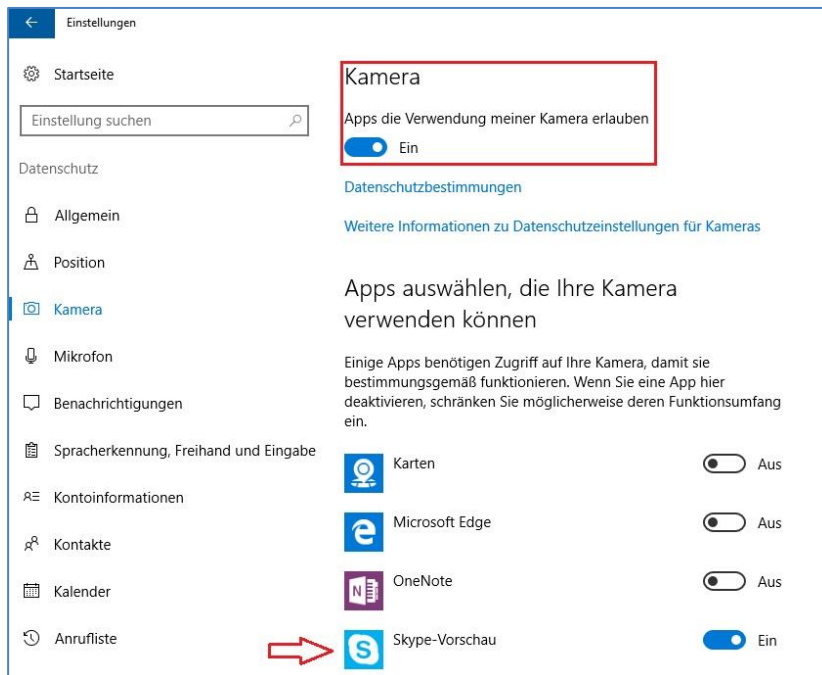 Einstellungen
Startseite
Einstellung suchen
Datenschutz
Allgemein
Position
Kamera
Mikrofon
Benachrichtigungen
Spracherkennung, Freihand und Eingabe
Kontoinformationen
Kontakte
Kalender
Anrufliste
Kamera
Apps die Verwendung meiner Kamera erlauben
Ein
Datenschutzbestimmungen
Weitere Informationen zu Datenschutzeinstellungen für Kameras
Apps auswählen, die Ihre Kamera
verwenden können
Einige Apps benötigen Zugriff auf Ihre Kamera, damit sie
bestimmungsgemäß funktionieren. Wenn Sie eine App hier
deaktivieren, schränken Sie möglicherweise deren Funktionsumfang
ein.
Karten Aus
Microsoft Edge Aus
OneNote Aus
Skype-Vorschau Ein